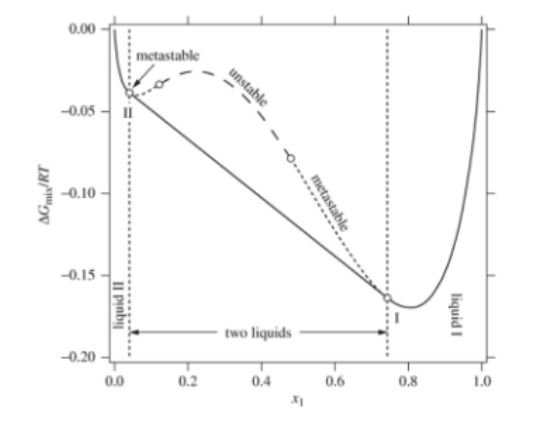 0.00
−0.05
−0.10
−0.15
−0.20
ΔGmix/RT
metastable
II
unstable
metastable
liquid II
two liquids
I
liquid I
0.0 0.2 0.4 0.6 0.8 1.0
x1